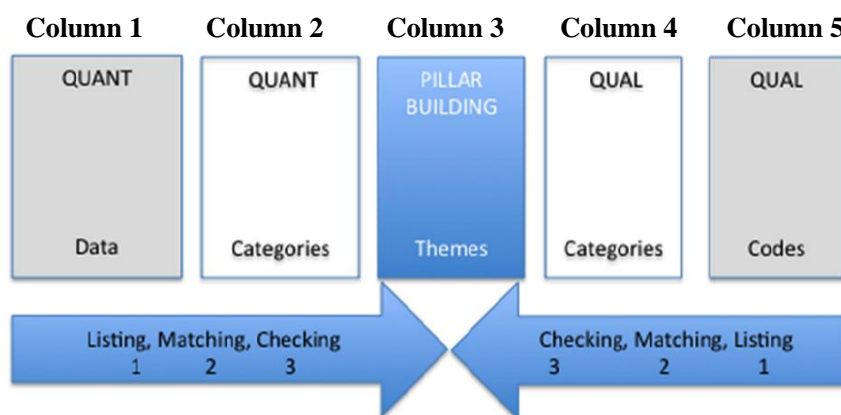 Column 1 Column 2 Column 3 Column 4 Column 5
QUANT QUANT PILLAR BUILDING QUAL QUAL
Data Categories Themes Categories Codes
Listing, Matching, Checking Checking, Matching, Listing
1 2 3 3 2 1